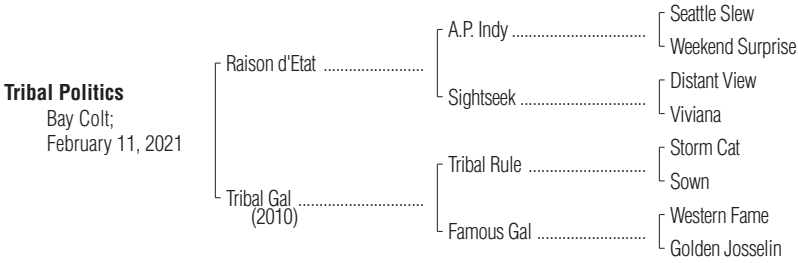 Seattle Slew
A.P. Indy ..................................
Weekend Surprise
Raison d'Etat .........................
Distant View
Sightseek ................................
Viviana
Tribal Politics
Bay Colt;
February 11, 2021
Storm Cat
Tribal Rule ..............................
Sown
Tribal Gal ...............................
(2010)
Western Fame
Famous Gal ...........................
Golden Josselin